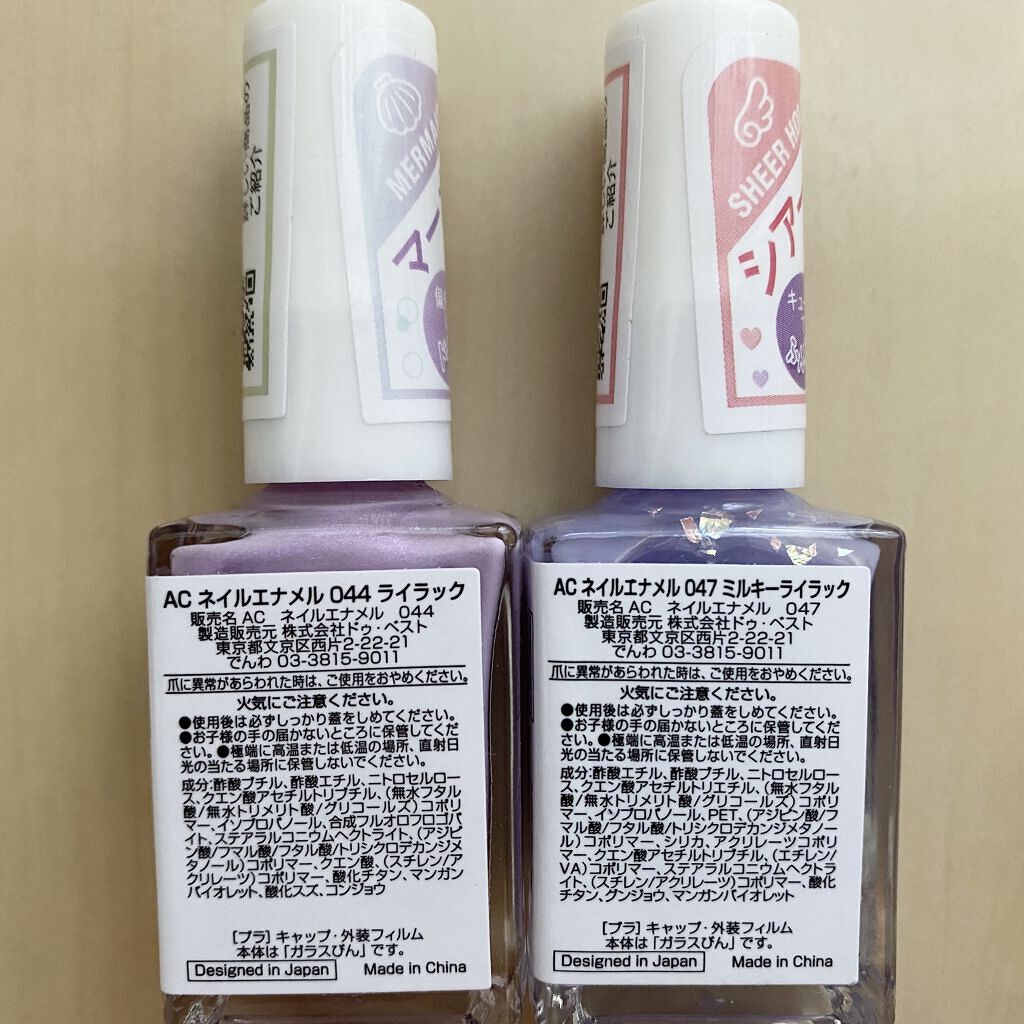 ご紹介
MERMA
マー
SHEER HO
シアー
キュ
AC ネイルエナメル 044 ライラック
販売名 AC　ネイルエナメル　044
製造販売元 株式会社ドゥ・ベスト
東京都文京区西片2-22-21
でんわ 03-3815-9011
爪に異常があらわれた時は、ご使用をおやめください。
火気にご注意ください。
●使用後は必ずしっかり蓋をしめてください。
●お子様の手の届かないところに保管してくだ
さい。●極端に高温または低温の場所、直射日
光の当たる場所に保管しないでください。
成分:酢酸ブチル、酢酸エチル、ニトロセルロー
ス、クエン酸アセチルトリブチル、(無水フタル
酸/無水トリメリト酸/グリコールズ)コポリ
マー、イソプロパノール、合成フルオロフロゴパ
イト、ステアラルコニウムヘクトライト、(アジピ
ン酸/フマル酸/フタル酸/トリシクロデカンジメ
タノール)コポリマー、クエン酸、(スチレン/ア
クリレーツ)コポリマー、酸化チタン、マンガン
バイオレット、酸化スズ、コンジョウ
[プラ] キャップ・外装フィルム
本体は「ガラスびん」です。
Designed in Japan Made in China
AC ネイルエナメル 047 ミルキーライラック
販売名 AC　ネイルエナメル　047
製造販売元 株式会社ドゥ・ベスト
東京都文京区西片2-22-21
でんわ 03-3815-9011
爪に異常があらわれた時は、ご使用をおやめください。
火気にご注意ください。
●使用後は必ずしっかり蓋をしめてください。
●お子様の手の届かないところに保管してくだ
さい。●極端に高温または低温の場所、直射日
光の当たる場所に保管しないでください。
成分:酢酸エチル、酢酸ブチル、ニトロセルロー
ス、クエン酸アセチルトリエチル、(無水フタル
酸/無水トリメリト酸/グリコールズ)コポリ
マー、イソプロパノール、PET、(アジピン酸/フ
マル酸/フタル酸/トリシクロデカンジメタノー
ル)コポリマー、シリカ、アクリレーツコポリ
マー、クエン酸アセチルトリブチル、(エチレン/
VA)コポリマー、ステアラルコニウムヘクトラ
イト、(スチレン/アクリレーツ)コポリマー、酸化
チタン、グンジョウ、マンガンバイオレット
[プラ] キャップ・外装フィルム
本体は「ガラスびん」です。
Designed in Japan Made in China